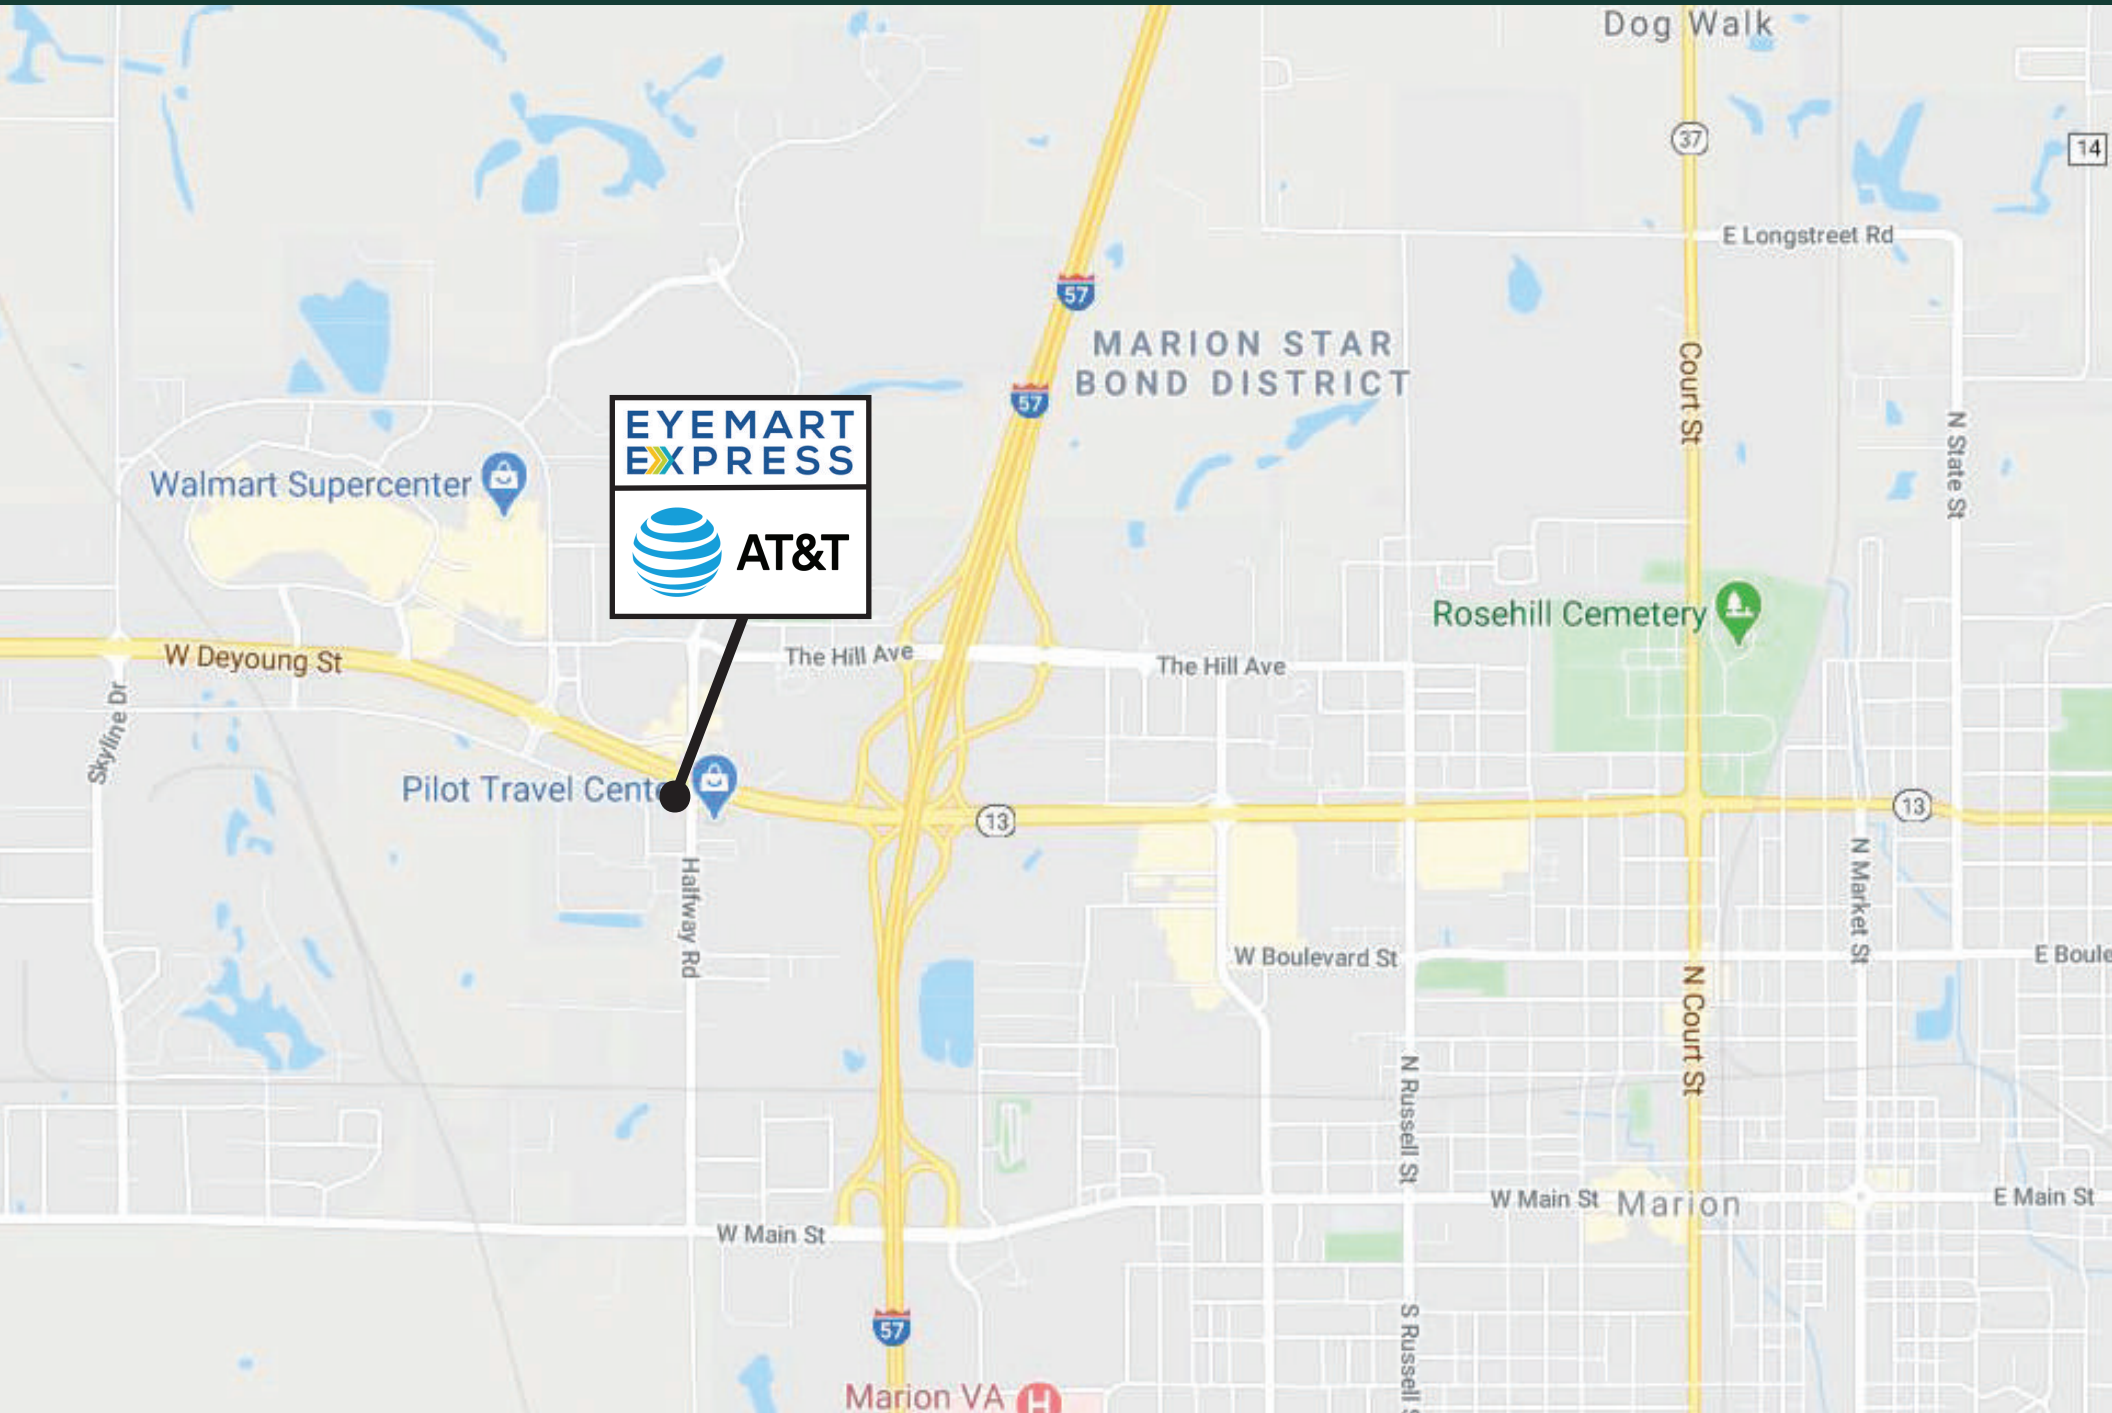 Dog Walk
37
14
E Longstreet Rd
57
MARION STAR
BOND DISTRICT
57
Court St
N State St
EYEMART
EXPRESS
AT&T
Walmart Supercenter
Rosehill Cemetery
W Deyoung St
The Hill Ave
The Hill Ave
Skyline Dr
Pilot Travel Cente
13
13
Halfway Rd
N Market St
W Boulevard St
E Boule
N Court St
N Russell St
W Main St
Marion
E Main St
W Main St
57
S Russell S
Marion VA
H